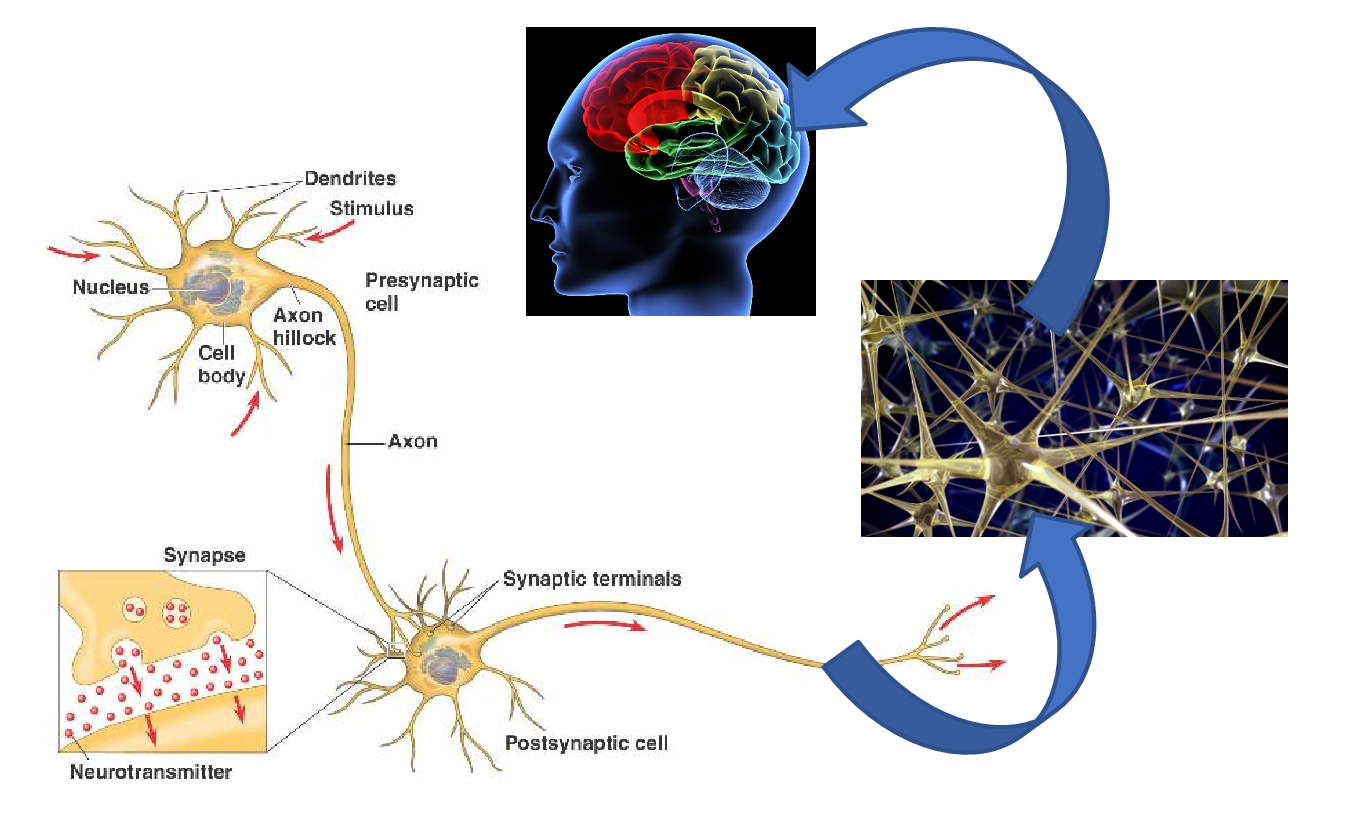 Dendrites
Stimulus
Nucleus
Presynaptic
cell
Axon
hillock
Cell
body
Axon
Synapse
Synaptic terminals
Postsynaptic cell
Neurotransmitter